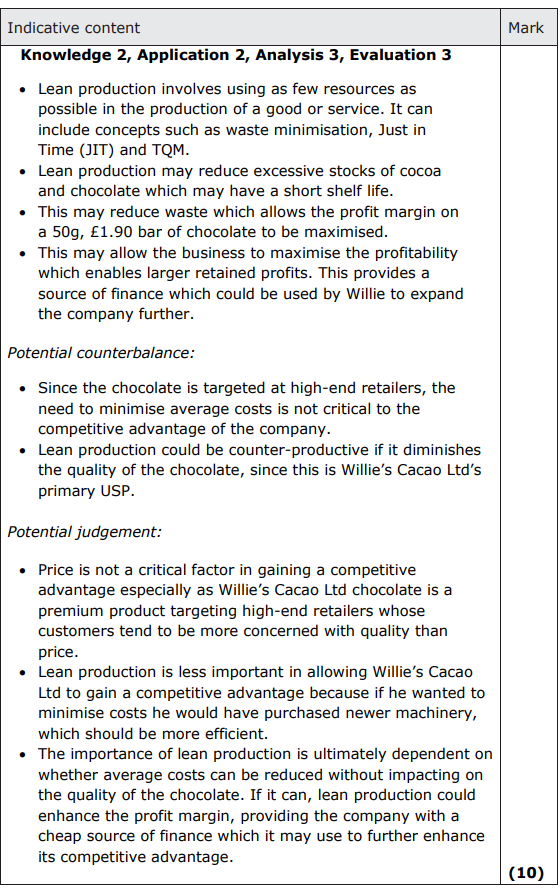 Indicative content Mark
Knowledge 2, Application 2, Analysis 3, Evaluation 3
• Lean production involves using as few resources as
possible in the production of a good or service. It can
include concepts such as waste minimisation, Just in
Time (JIT) and TQM.
• Lean production may reduce excessive stocks of cocoa
and chocolate which may have a short shelf life.
• This may reduce waste which allows the profit margin on
a 50g, £1.90 bar of chocolate to be maximised.
• This may allow the business to maximise the profitability
which enables larger retained profits. This provides a
source of finance which could be used by Willie to expand
the company further.
Potential counterbalance:
• Since the chocolate is targeted at high-end retailers, the
need to minimise average costs is not critical to the
competitive advantage of the company.
• Lean production could be counter-productive if it diminishes
the quality of the chocolate, since this is Willie’s Cacao Ltd’s
primary USP.
Potential judgement:
• Price is not a critical factor in gaining a competitive
advantage especially as Willie’s Cacao Ltd chocolate is a
premium product targeting high-end retailers whose
customers tend to be more concerned with quality than
price.
• Lean production is less important in allowing Willie’s Cacao
Ltd to gain a competitive advantage because if he wanted to
minimise costs he would have purchased newer machinery,
which should be more efficient.
• The importance of lean production is ultimately dependent on
whether average costs can be reduced without impacting on
the quality of the chocolate. If it can, lean production could
enhance the profit margin, providing the company with a
cheap source of finance which it may use to further enhance
its competitive advantage.
(10)